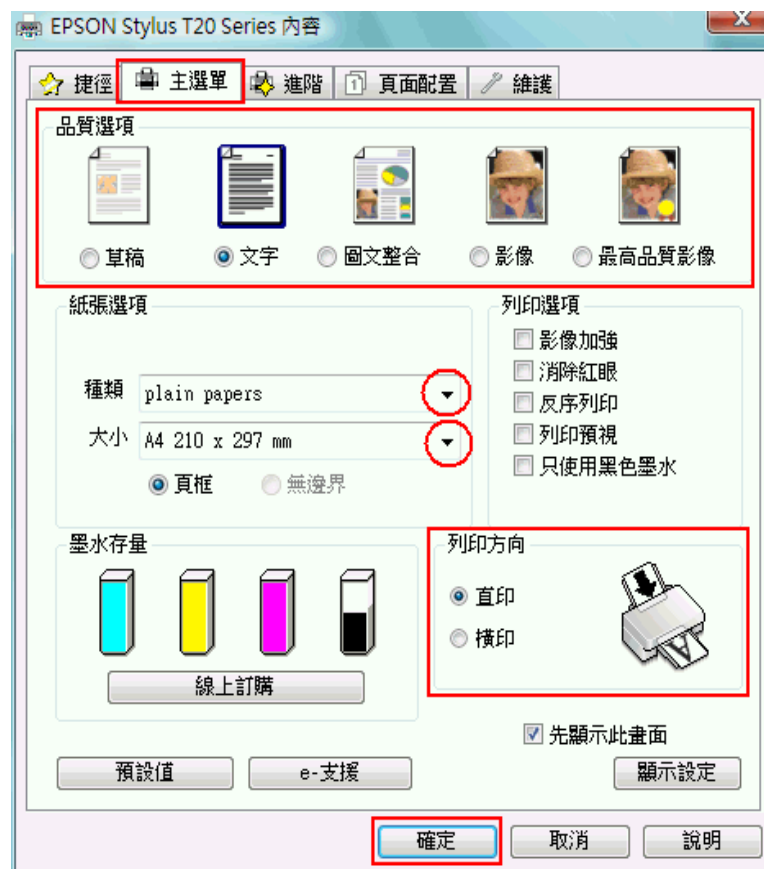 EPSON Stylus T20 Series 內容
捷徑 主選單 進階 頁面配置 維護
品質選項
草稿 文字 圖文整合 影像 最高品質影像
紙張選項
種類 plain papers
大小 A4 210 x 297 mm
頁框 無邊界
列印選項
影像加強
消除紅眼
反序列印
列印預視
只使用黑色墨水
墨水存量
線上訂購
列印方向
直印
橫印
先顯示此畫面
預設值 e-支援 顯示設定
確定 取消 說明